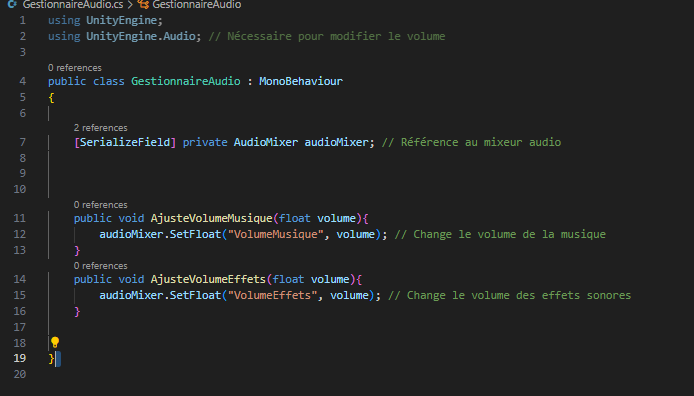 GestionnaireAudio.cs > GestionnaireAudio
1 using UnityEngine;
2 using UnityEngine.Audio; // Nécessaire pour modifier le volume
3
0 references
4 public class GestionnaireAudio : MonoBehaviour
5 {
6
2 references
7 [SerializeField] private AudioMixer audioMixer; // Référence au mixeur audio
8
9
10
0 references
11 public void AjusteVolumeMusique(float volume){
12 audioMixer.SetFloat("VolumeMusique", volume); // Change le volume de la musique
13 }
0 references
14 public void AjusteVolumeEffets(float volume){
15 audioMixer.SetFloat("VolumeEffets", volume); // Change le volume des effets sonores
16 }
17
18
19 }
20